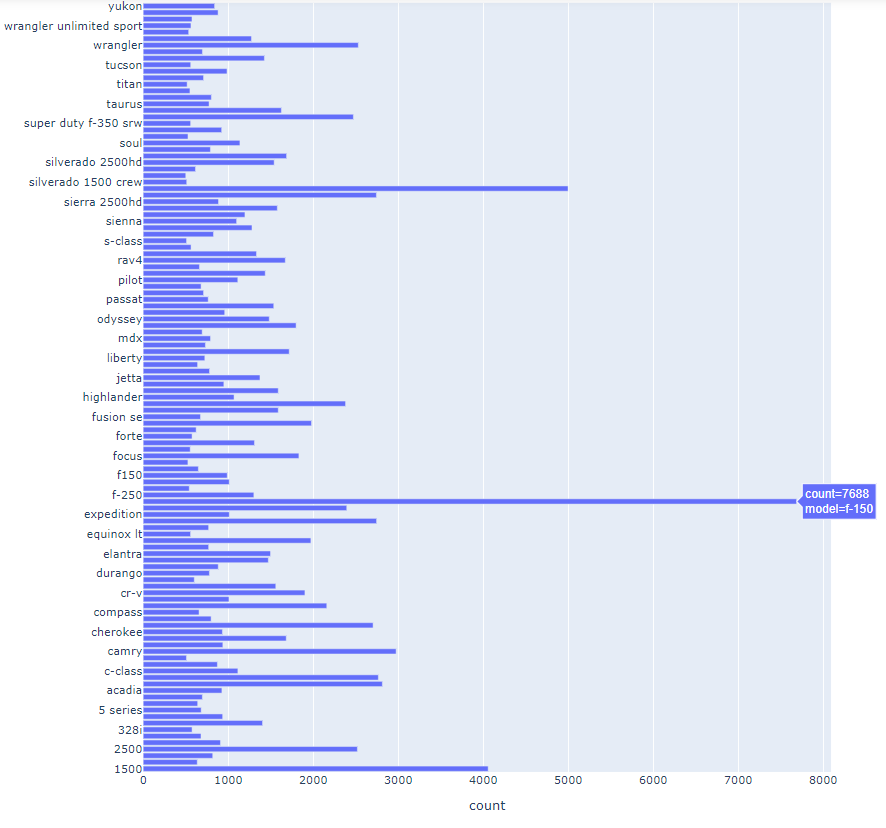 yukon
wrangler unlimited sport
wrangler
tucson
titan
taurus
super duty f-350 srw
soul
silverado 2500hd
silverado 1500 crew
sierra 2500hd
sienna
s-class
rav4
pilot
passat
odyssey
mdx
liberty
jetta
highlander
fusion se
forte
focus
f150
f-250
count=7688
model=f-150
expedition
equinox lt
elantra
durango
cr-v
compass
cherokee
camry
c-class
acadia
5 series
328i
2500
1500
0 1000 2000 3000 4000 5000 6000 7000 8000
count